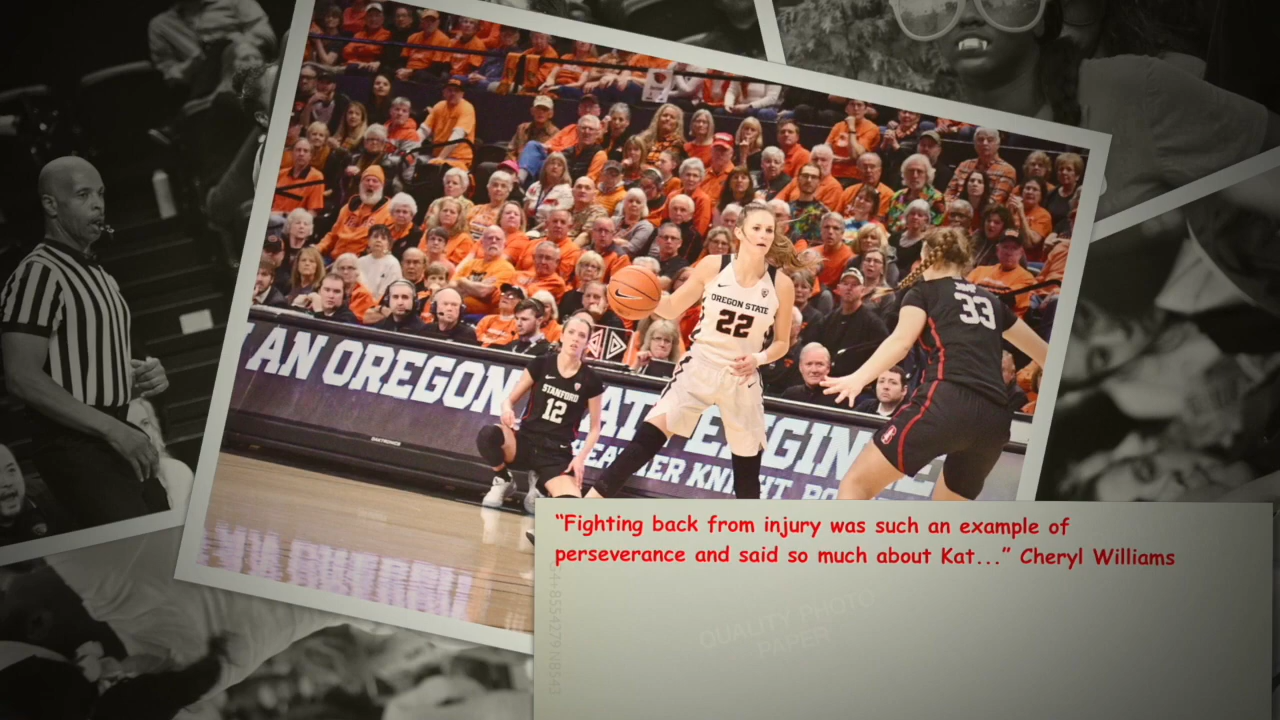 AN OREGON
OREGON STATE
22
33
STANFORD
12
“Fighting back from injury was such an example of
perseverance and said so much about Kat...” Cheryl Williams
QUALITY PHOTO
PAPER